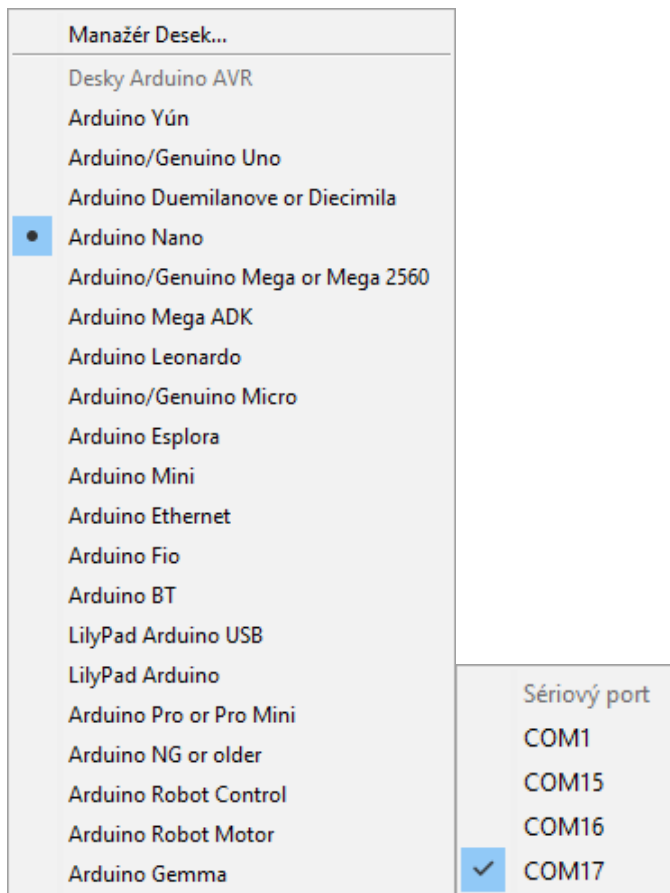 Manažér Desek...
Desky Arduino AVR
Arduino Yún
Arduino/Genuino Uno
Arduino Duemilanove or Diecimila
Arduino Nano
Arduino/Genuino Mega or Mega 2560
Arduino Mega ADK
Arduino Leonardo
Arduino/Genuino Micro
Arduino Esplora
Arduino Mini
Arduino Ethernet
Arduino Fio
Arduino BT
LilyPad Arduino USB
LilyPad Arduino
Arduino Pro or Pro Mini
Arduino NG or older
Arduino Robot Control
Arduino Robot Motor
Arduino Gemma
Sériový port
COM1
COM15
COM16
COM17